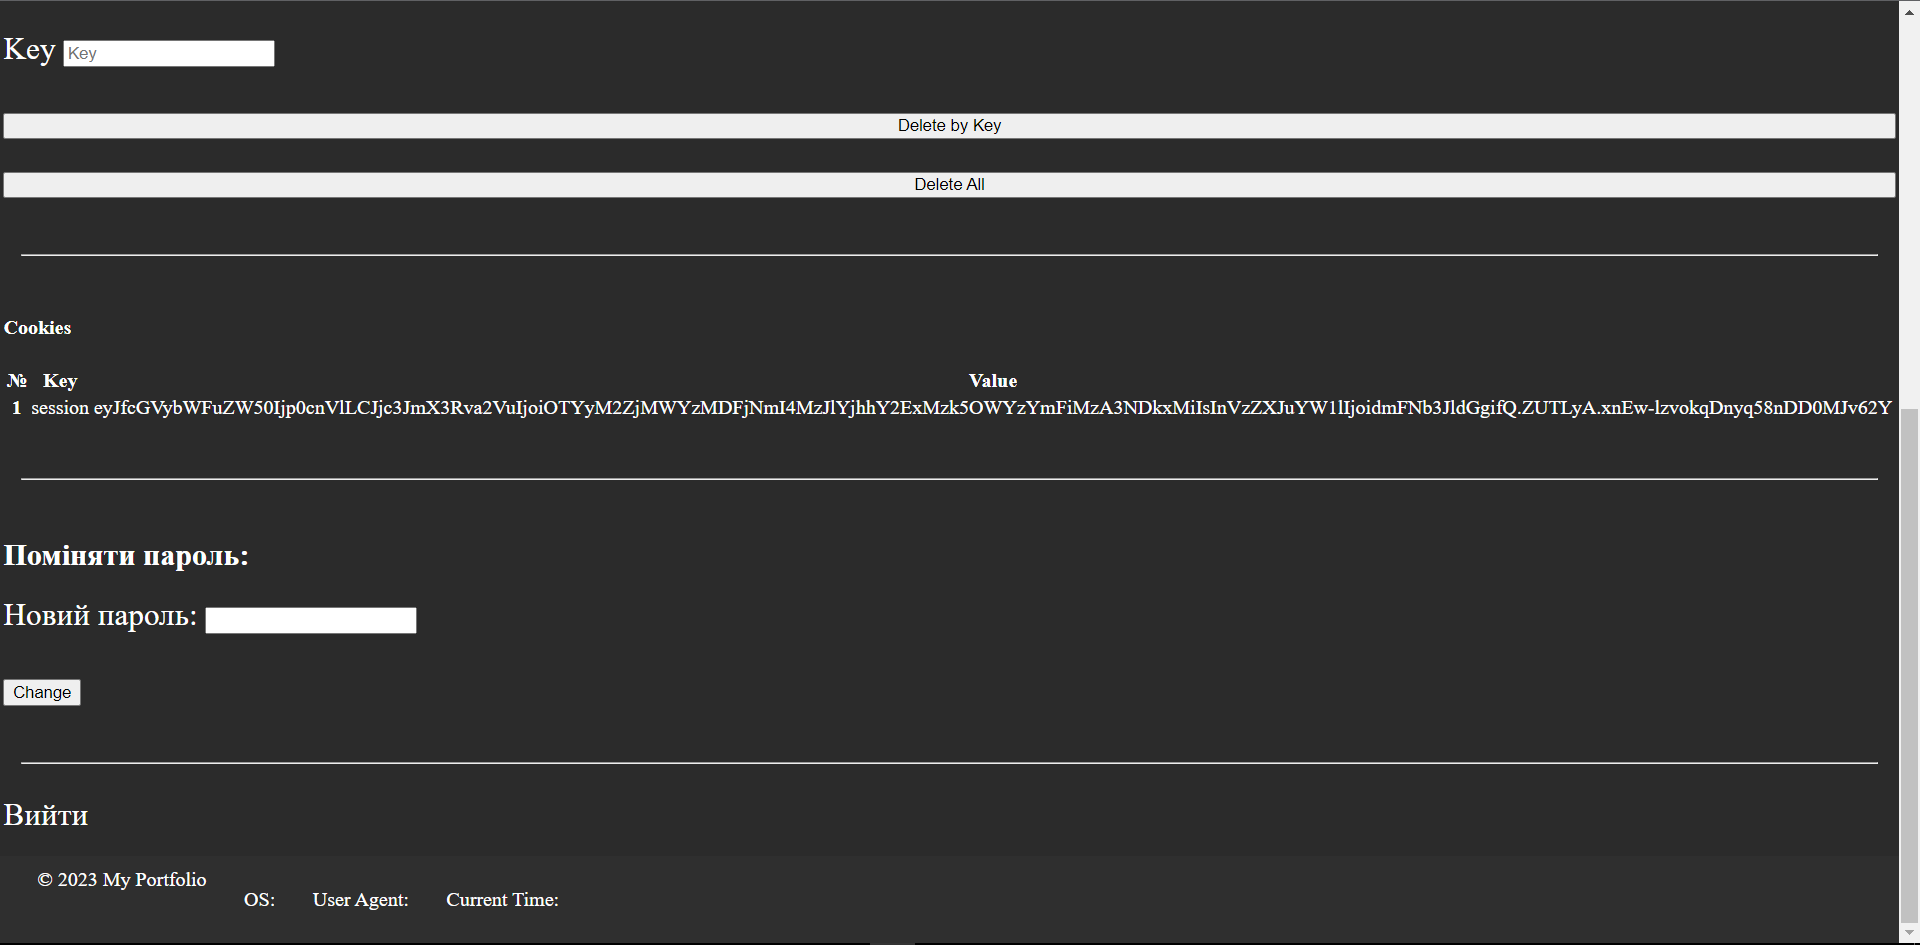 Key Key
Delete by Key
Delete All
Cookies
№ Key Value
1 session eyJfcGVybWFuZW50Ijp0cnVlLCJjc3JmX3Rva2VuIjoiOTYyM2ZjMWYzMDFjNmI4MzJlYjhhY2ExMzk5OWYzYmFiMzA3NDkxMiIsInVzZXJuYW1lIjoidmFNb3JldGgifQ.ZUTLyA.xnEw-lzvokqDnyq58nDD0MJv62Y
Поміняти пароль:
Новий пароль:
Change
Вийти
© 2023 My Portfolio
OS: User Agent: Current Time: